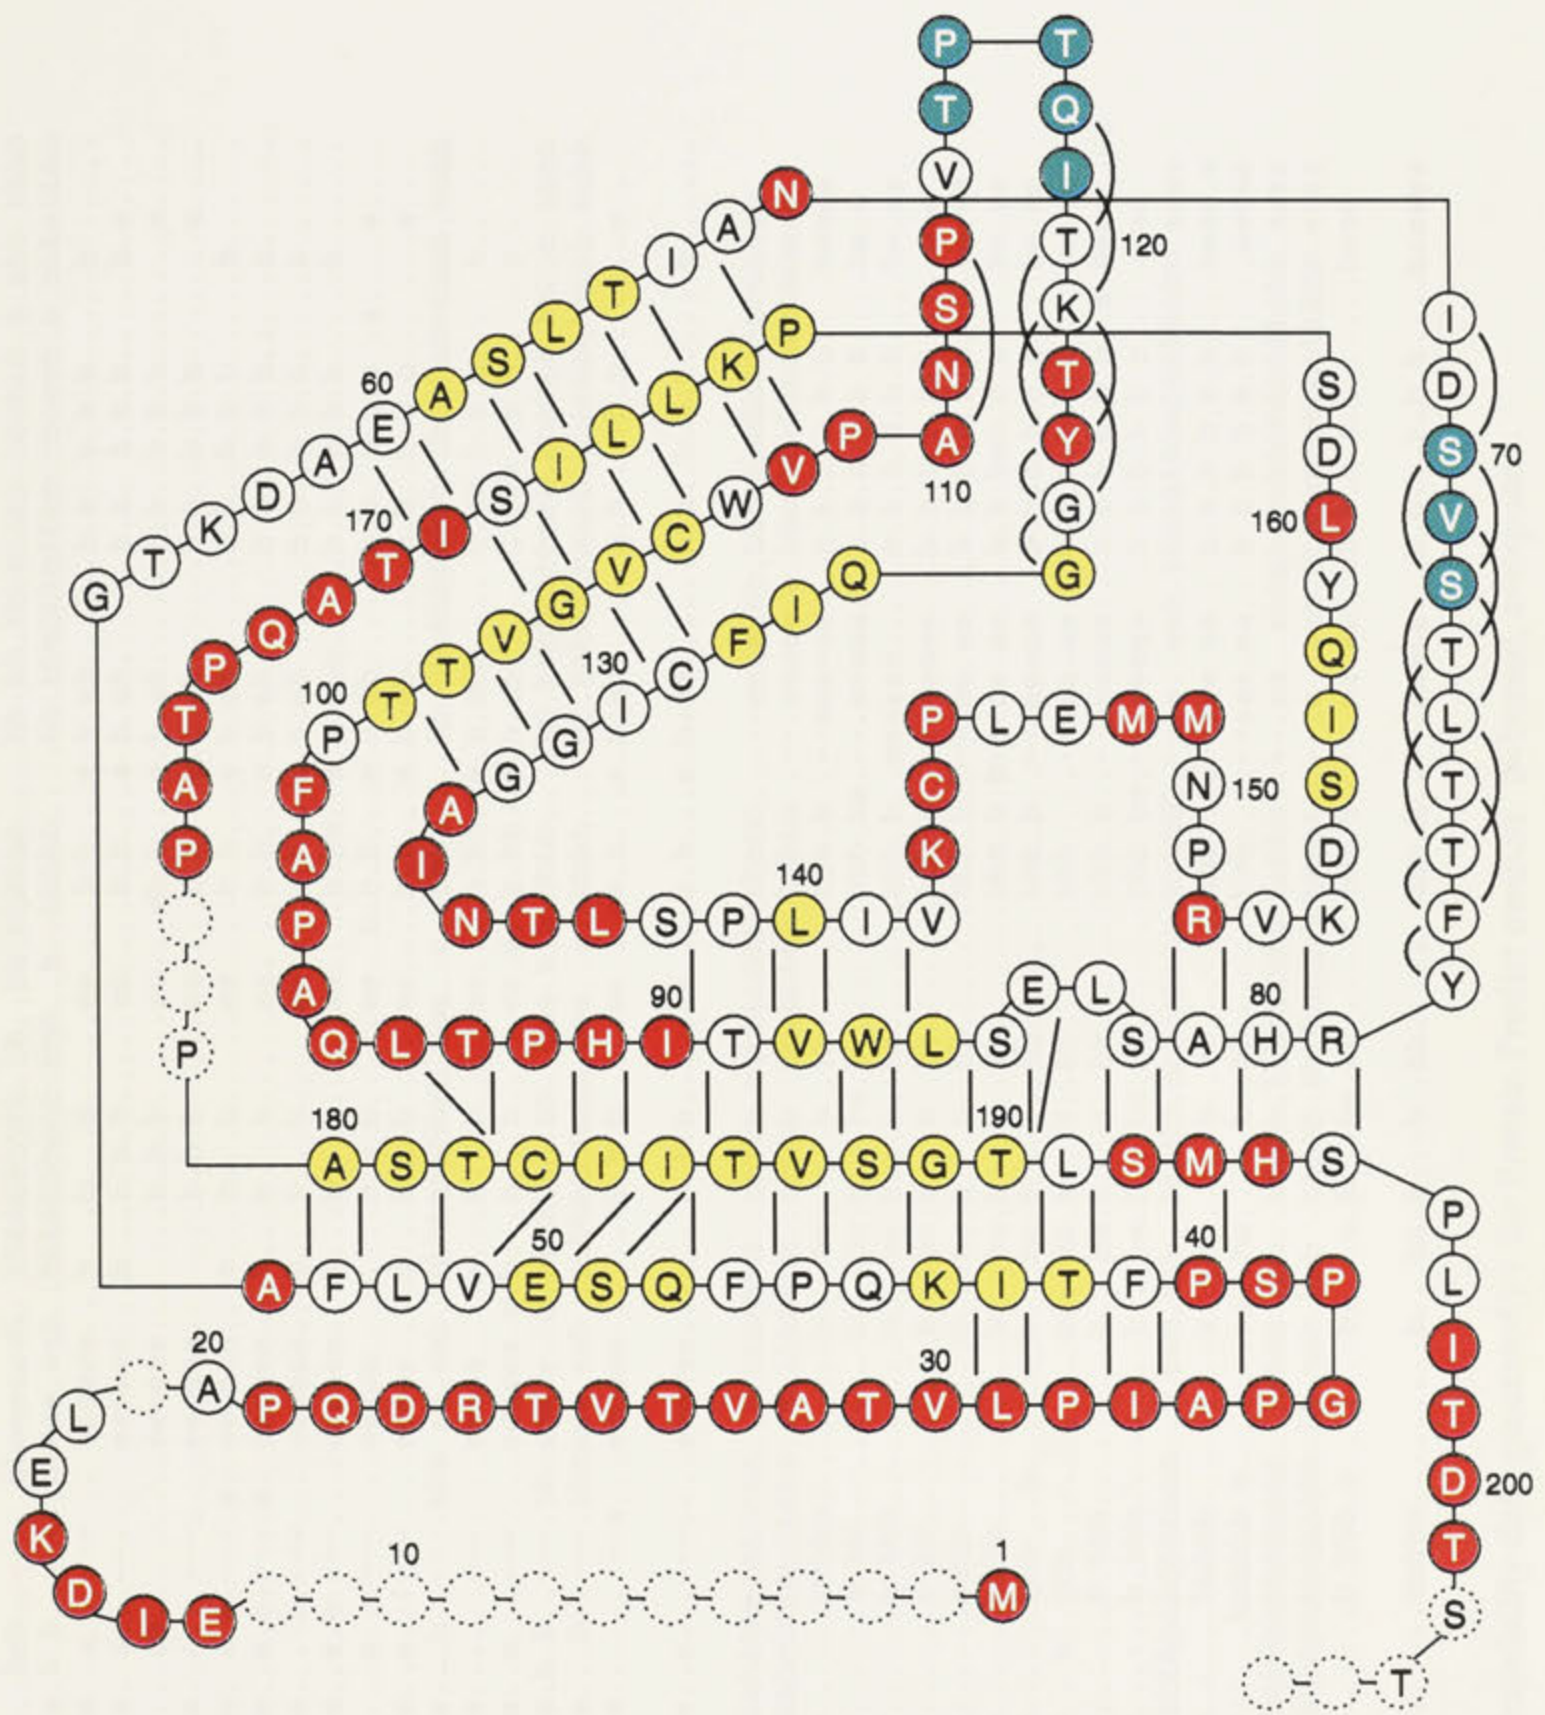 P T
T Q
V I
P T 120
S K
N T
A Y
110 G
G
N
A
I
T
L
S
A
60 E
A
D
K
T
G
P
K
L
L
I
S
I
170 T
A
Q
P
T
A
P
P
P
V
W
C
V
G
V
T
T
100 P
F
A
P
A
Q
I
F
C
130 I
G
G
A
I
S
D
160 L
Y
Q
I
S
D
I
D
S 70
V
S
T
L
T
T
F
Y
P L E M M
C N 150
K P
140
N T L S P L I V R V K
E L
90 80
Q L T P H I T V W L S S A H R
180 190
A S T C I I T V S G T L S M H S
50 40
A F L V E S Q F P Q K I T F P S P
20 30
A P Q D R T V T V A T V L P I A P G
L
E
K
D
I E
10 1
M
P
L
I
T
D 200
T
S
T